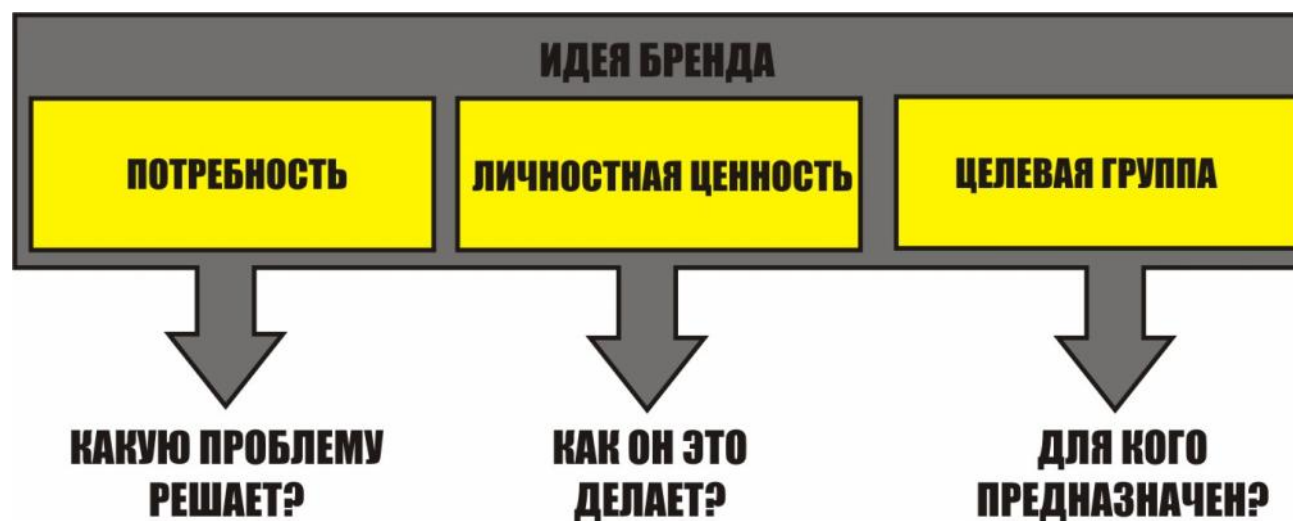 ИДЕЯ БРЕНДА
ПОТРЕБНОСТЬ
ЛИЧНОСТНАЯ ЦЕННОСТЬ
ЦЕЛЕВАЯ ГРУППА
КАКУЮ ПРОБЛЕМУ
РЕШАЕТ?
КАК ОН ЭТО
ДЕЛАЕТ?
ДЛЯ КОГО
ПРЕДНАЗНАЧЕН?